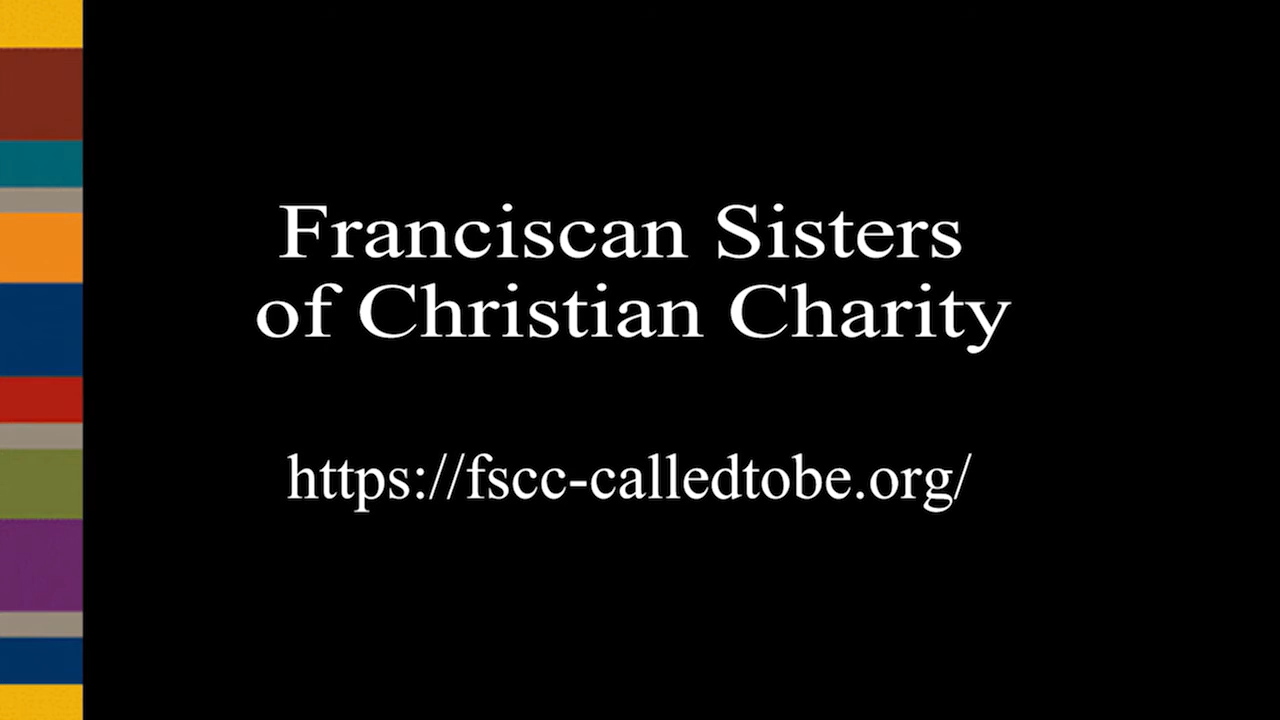 Franciscan Sisters
of Christian Charity
https://fscc-calledtobe.org/